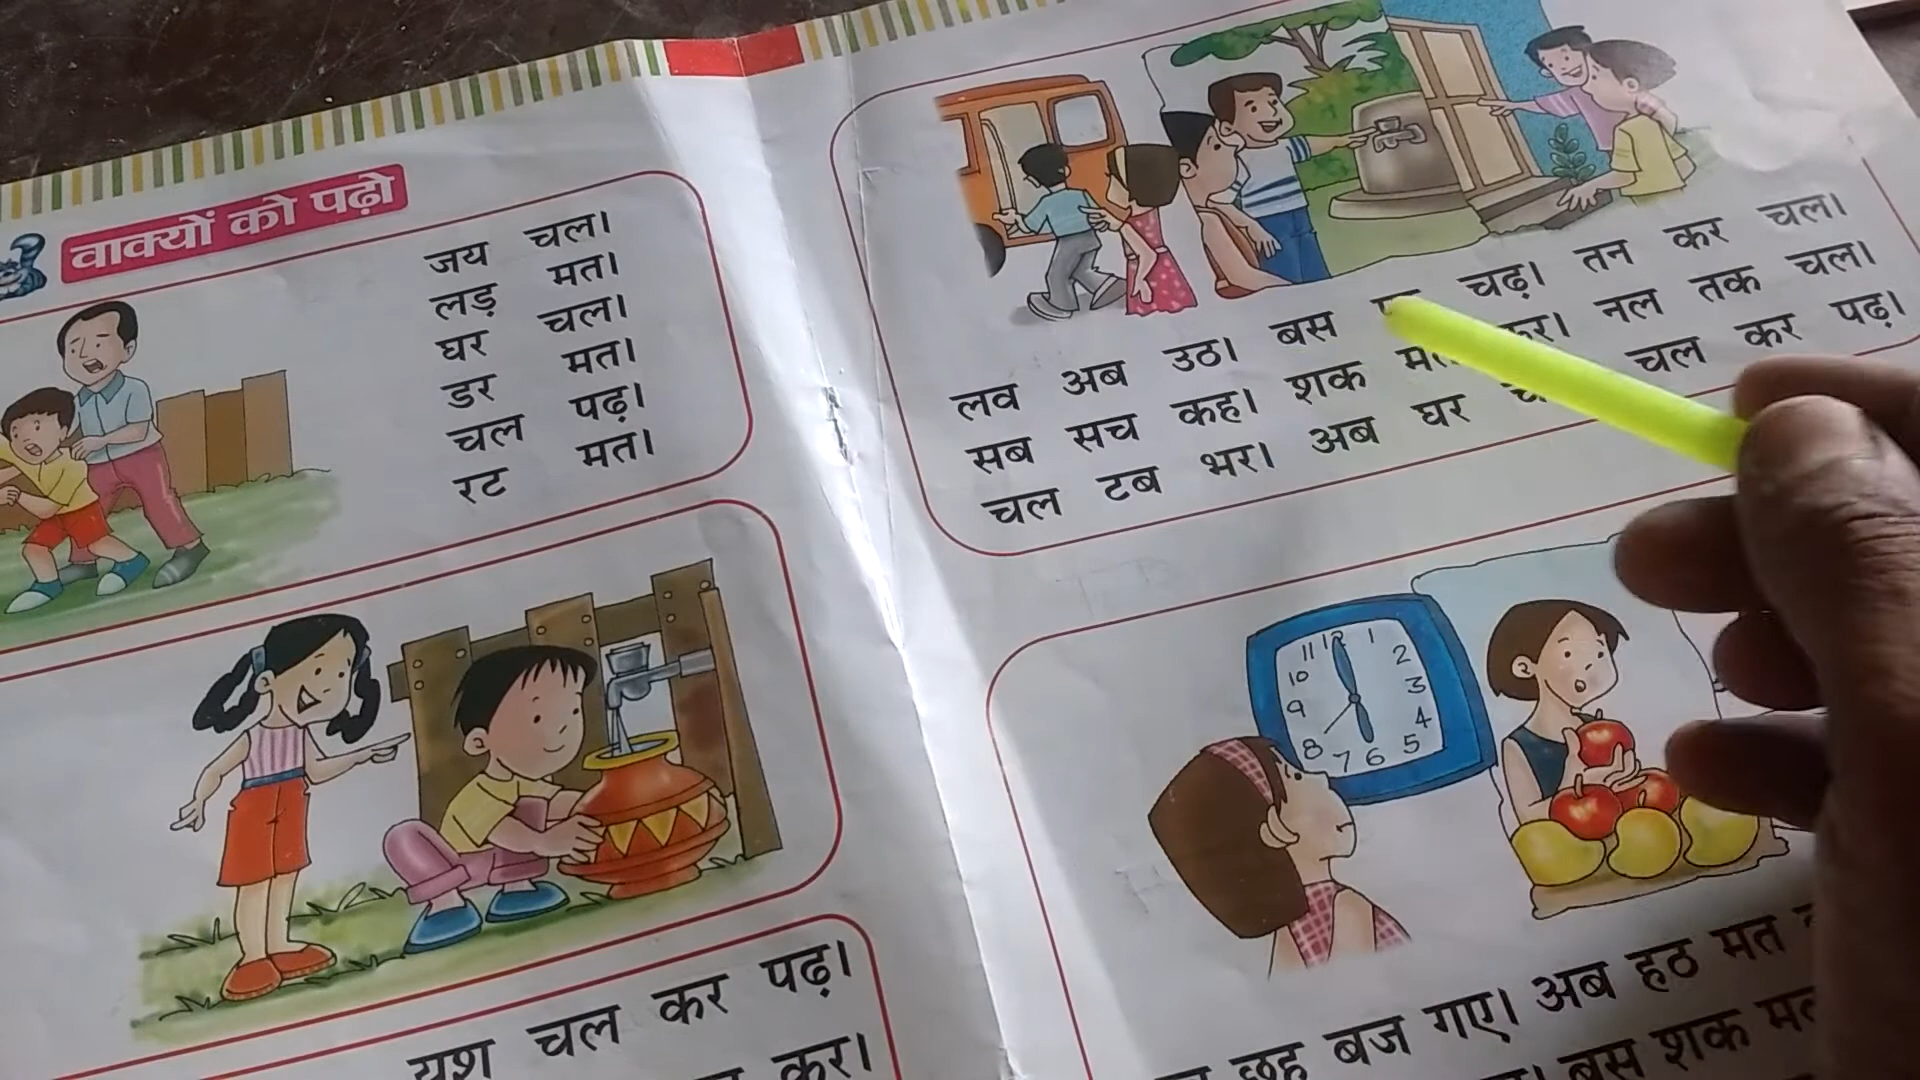 वाक्यों को पढ़ो
जय चल।
लड़ मत।
घर चल।
डर मत।
चल पढ़।
रट मत।
यश चल कर पढ़।
कर।
लव अब उठ। बस चढ़। तन कर चल।
सब सच कह। शक कर। नल तक चल।
चल टब भर। अब घर चल कर पढ़।
11 12 1
10 2
9 3
8 4
7 6 5
छह बज गए। अब हठ मत
बस शक मत